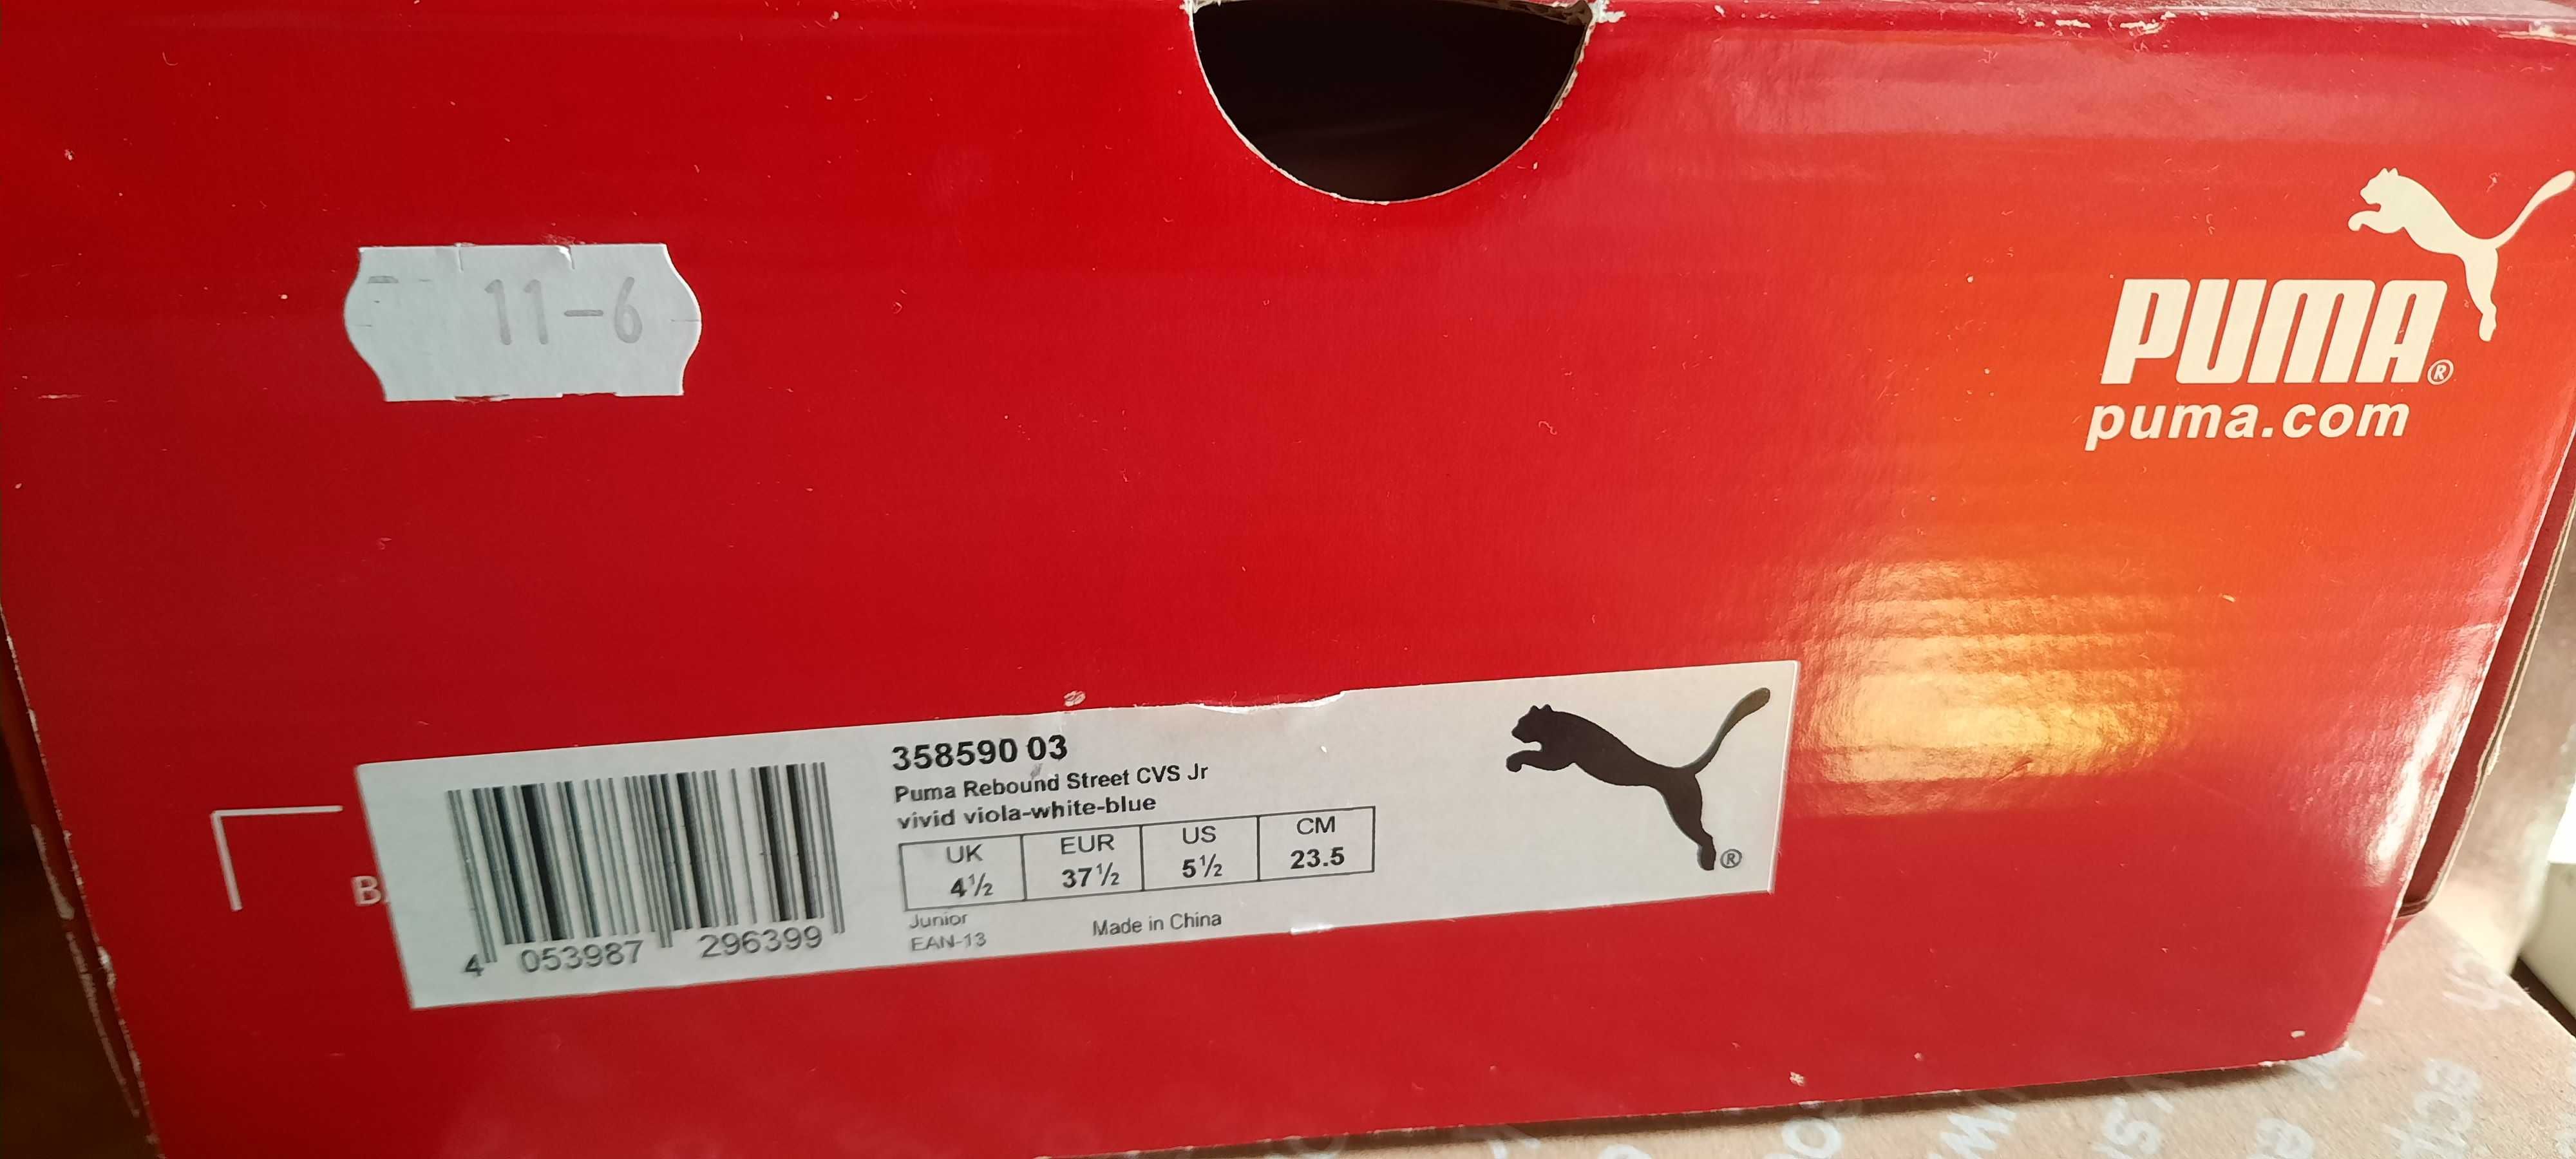 11-6
PUMA®
puma.com
358590 03
Puma Rebound Street CVS Jr
vivid viola-white-blue
UK EUR US CM
4½ 37½ 5½ 23.5
Junior
EAN-13 Made in China
4 053987 296399
®